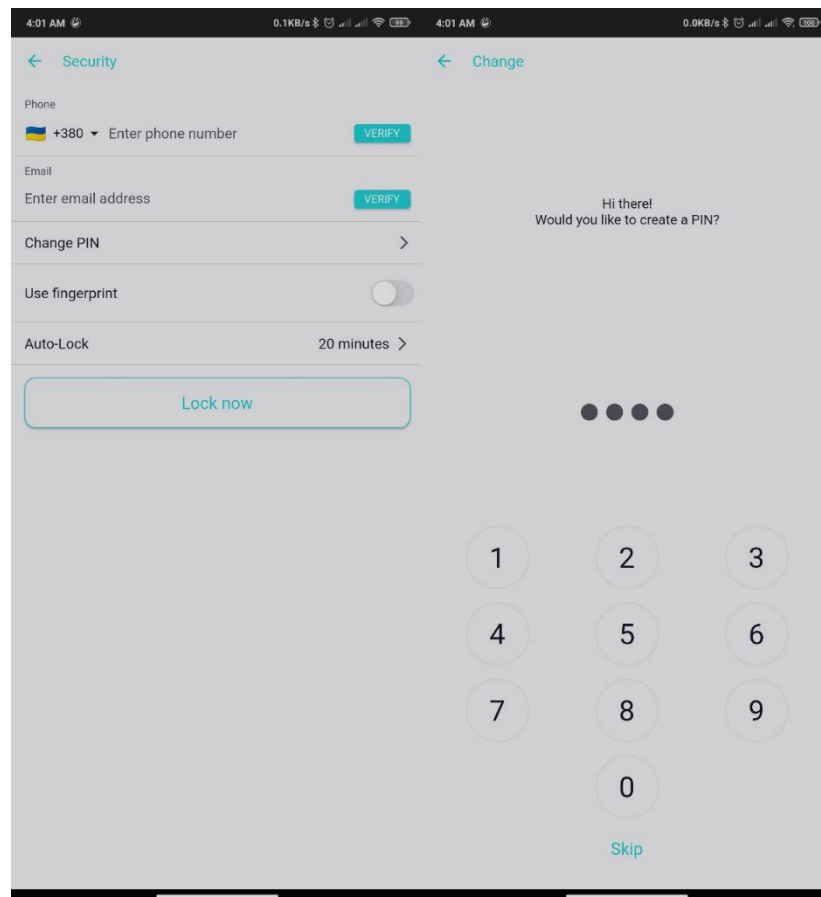 4:01 AM
0.1KB/s
99
← Security
Phone
+380 Enter phone number
VERIFY
Email
Enter email address
VERIFY
Change PIN
Use fingerprint
Auto-Lock
20 minutes
Lock now
4:01 AM
0.0KB/s
100
← Change
Hi there!
Would you like to create a PIN?
1 2 3
4 5 6
7 8 9
0
Skip